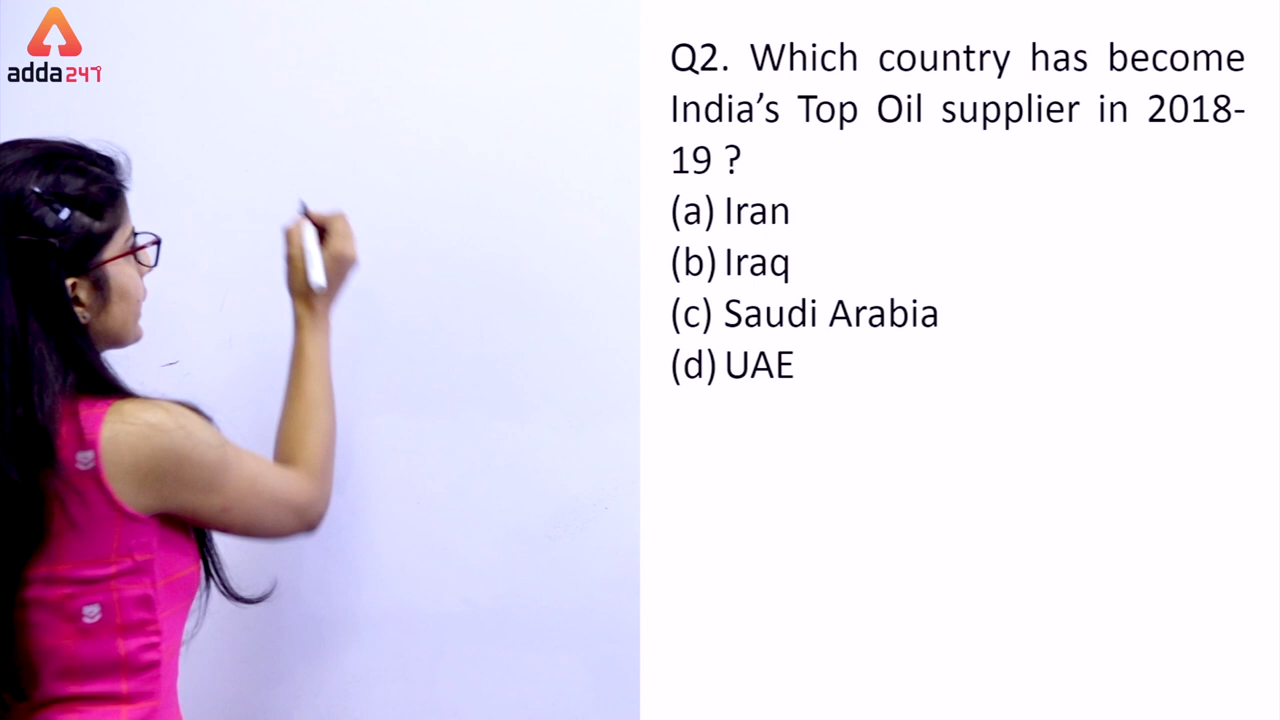 adda247
Q2. Which country has become
India’s Top Oil supplier in 2018-
19 ?
(a) Iran
(b) Iraq
(c) Saudi Arabia
(d) UAE